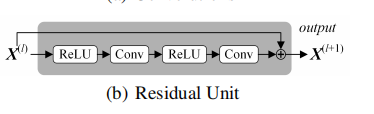 output
X(l) ReLU Conv ReLU Conv X(l+1)
(b) Residual Unit